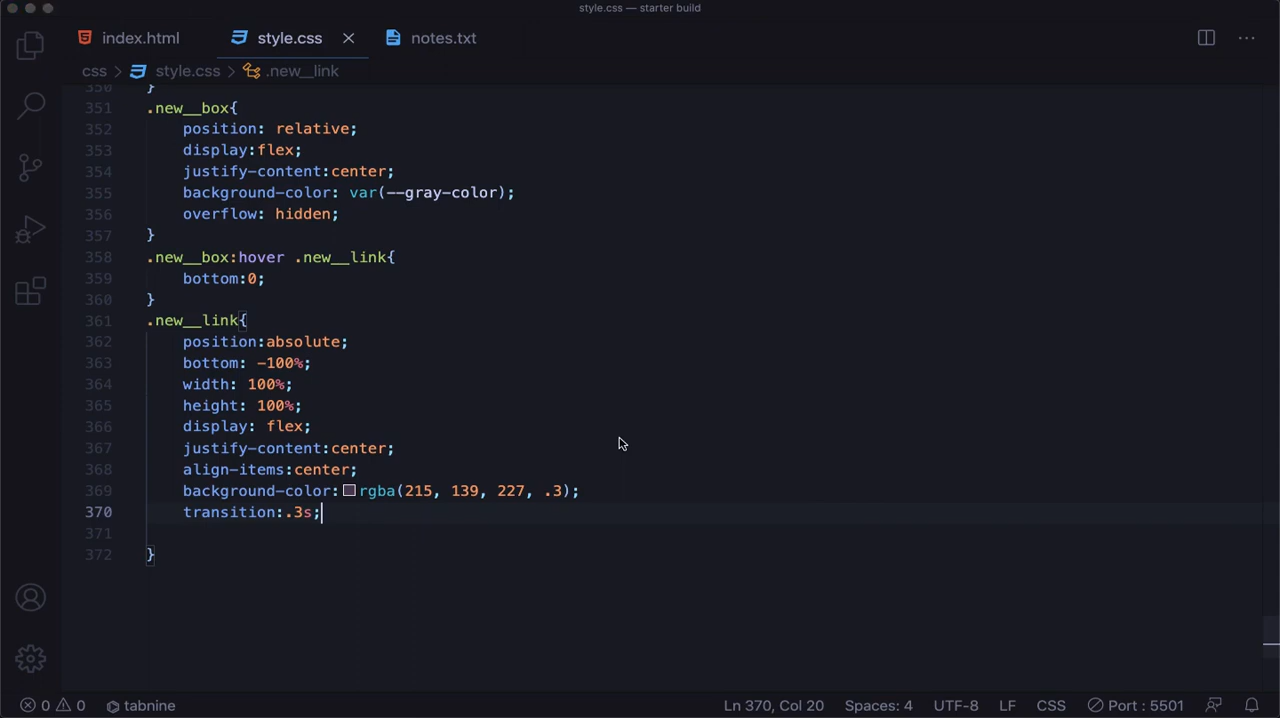 style.css — starter build
index.html
style.css
notes.txt
css > style.css > .new__link
350 }
351 .new__box{
352 position: relative;
353 display:flex;
354 justify-content:center;
355 background-color: var(--gray-color);
356 overflow: hidden;
357 }
358 .new__box:hover .new__link{
359 bottom:0;
360 }
361 .new__link{
362 position:absolute;
363 bottom: -100%;
364 width: 100%;
365 height: 100%;
366 display: flex;
367 justify-content:center;
368 align-items:center;
369 background-color:rgba(215, 139, 227, .3);
370 transition:.3s;
371
372 }
0 0 tabnine Ln 370, Col 20 Spaces: 4 UTF-8 LF CSS Port : 5501